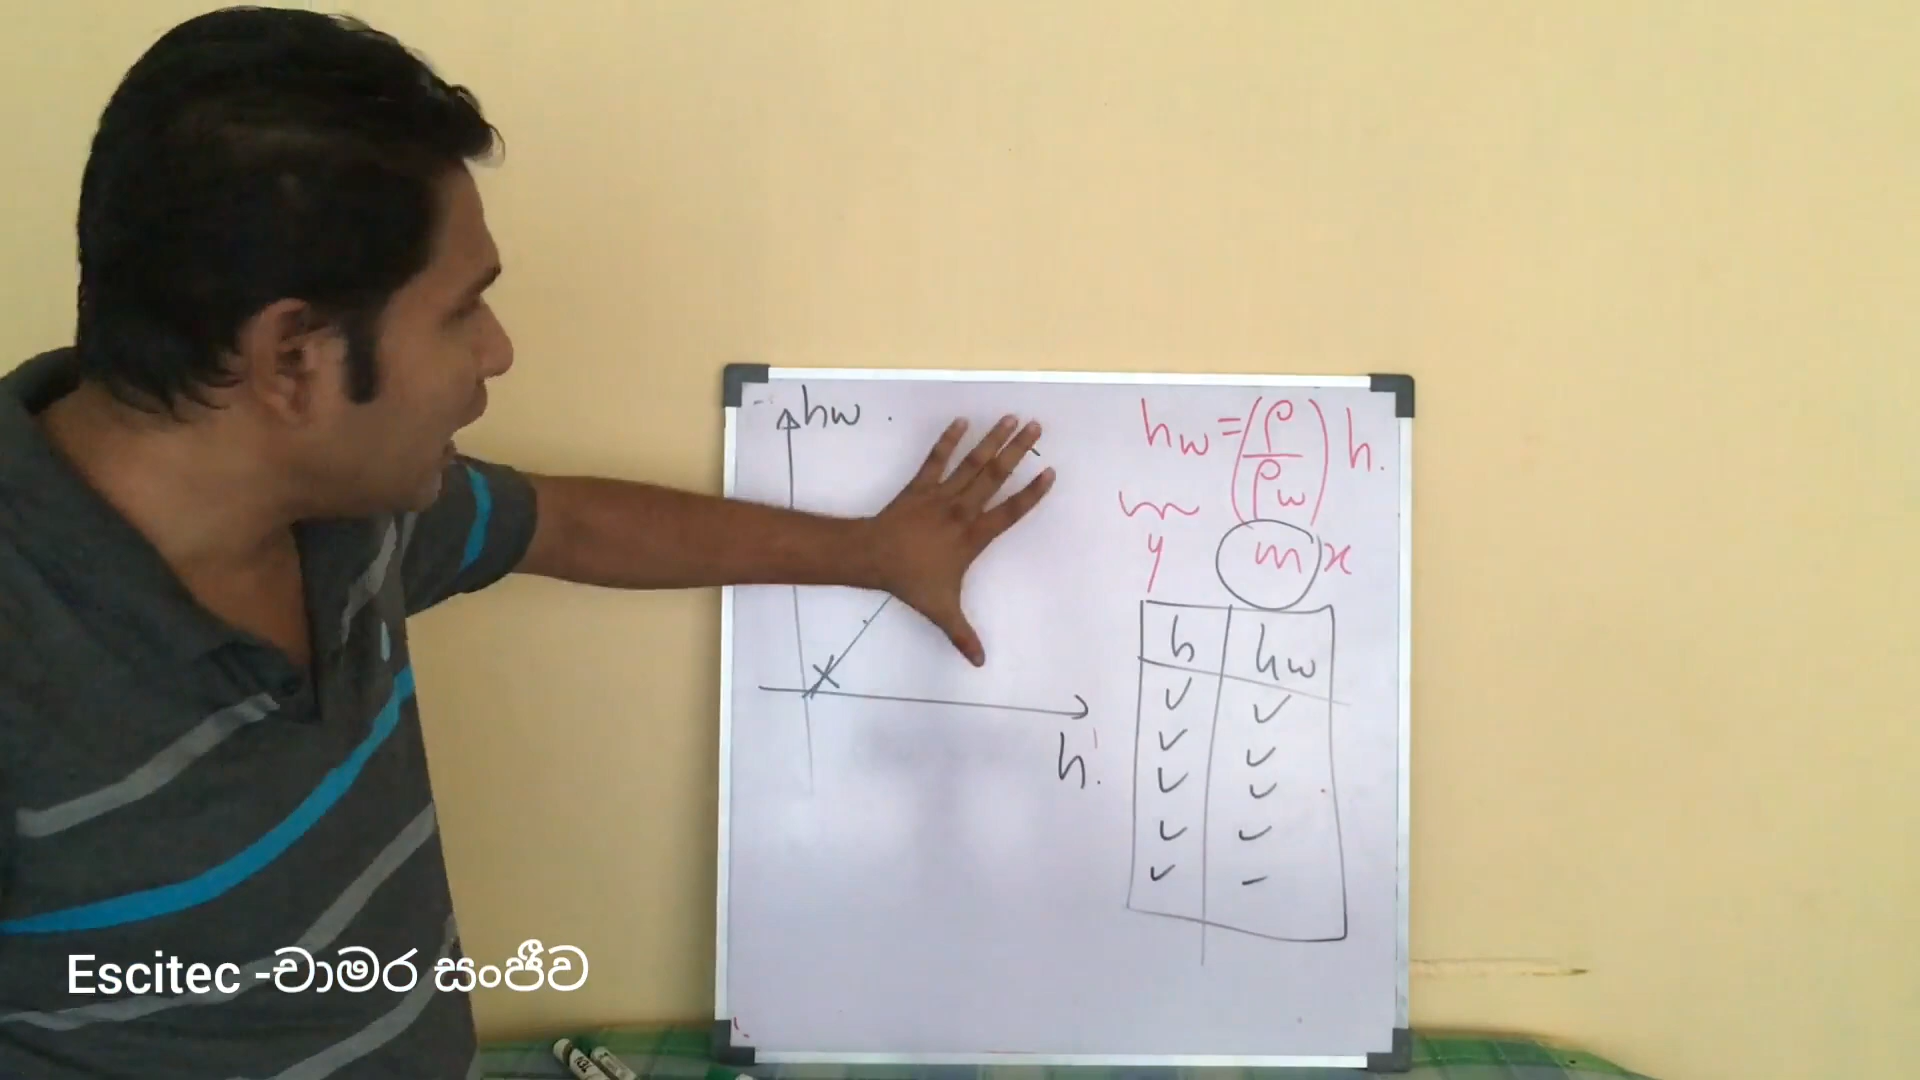 hw
hw = (ρ/ρw) h.
y m x
h hw
h.
Escitec -චාමර සංජීව